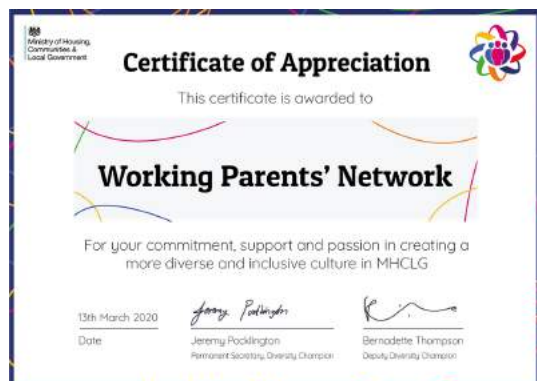 Ministry of Housing,
Communities &
Local Government
Certificate of Appreciation
This certificate is awarded to
Working Parents' Network
For your commitment, support and passion in creating a
more diverse and inclusive culture in MHCLG
13th March 2020
Jeremy Pocklington
Date
Jeremy Pocklington
Bernadette Thompson
Permanent Secretary, Diversity Champion
Deputy Diversity Champion